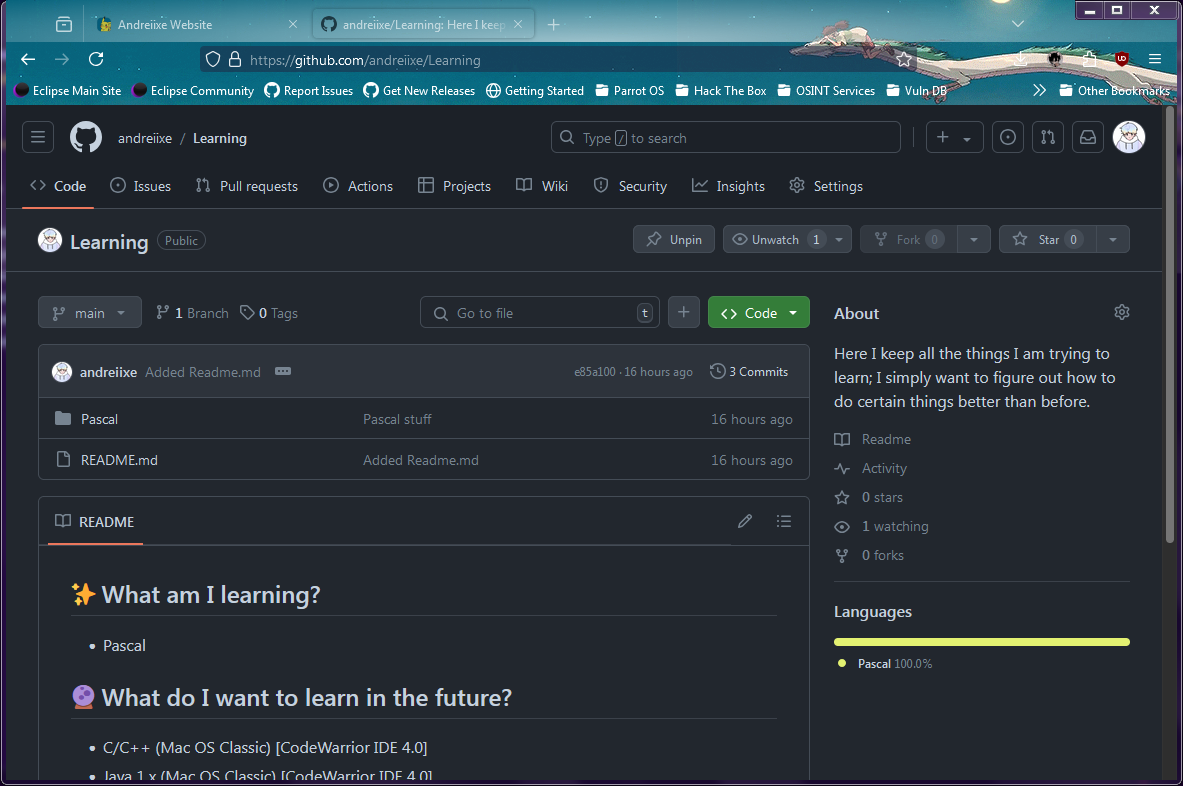 Andreiixe Website
andreiixe/Learning: Here I keep
https://github.com/andreiixe/Learning
Eclipse Main Site Eclipse Community Report Issues Get New Releases Getting Started Parrot OS Hack The Box OSINT Services Vuln DB Other Bookmarks
andreiixe / Learning
Type / to search
Code Issues Pull requests Actions Projects Wiki Security Insights Settings
Learning Public
Unpin Unwatch 1 Fork 0 Star 0
main 1 Branch 0 Tags
Go to file t
Code
About
Here I keep all the things I am trying to
learn; I simply want to figure out how to
do certain things better than before.
andreiixe Added Readme.md e85a100 · 16 hours ago 3 Commits
Pascal Pascal stuff 16 hours ago
README.md Added Readme.md 16 hours ago
Readme
Activity
0 stars
1 watching
0 forks
README
✨ What am I learning?
• Pascal
🔮 What do I want to learn in the future?
• C/C++ (Mac OS Classic) [CodeWarrior IDE 4.0]
• Java 1.x (Mac OS Classic) [CodeWarrior IDE 4.0]
Languages
Pascal 100.0%